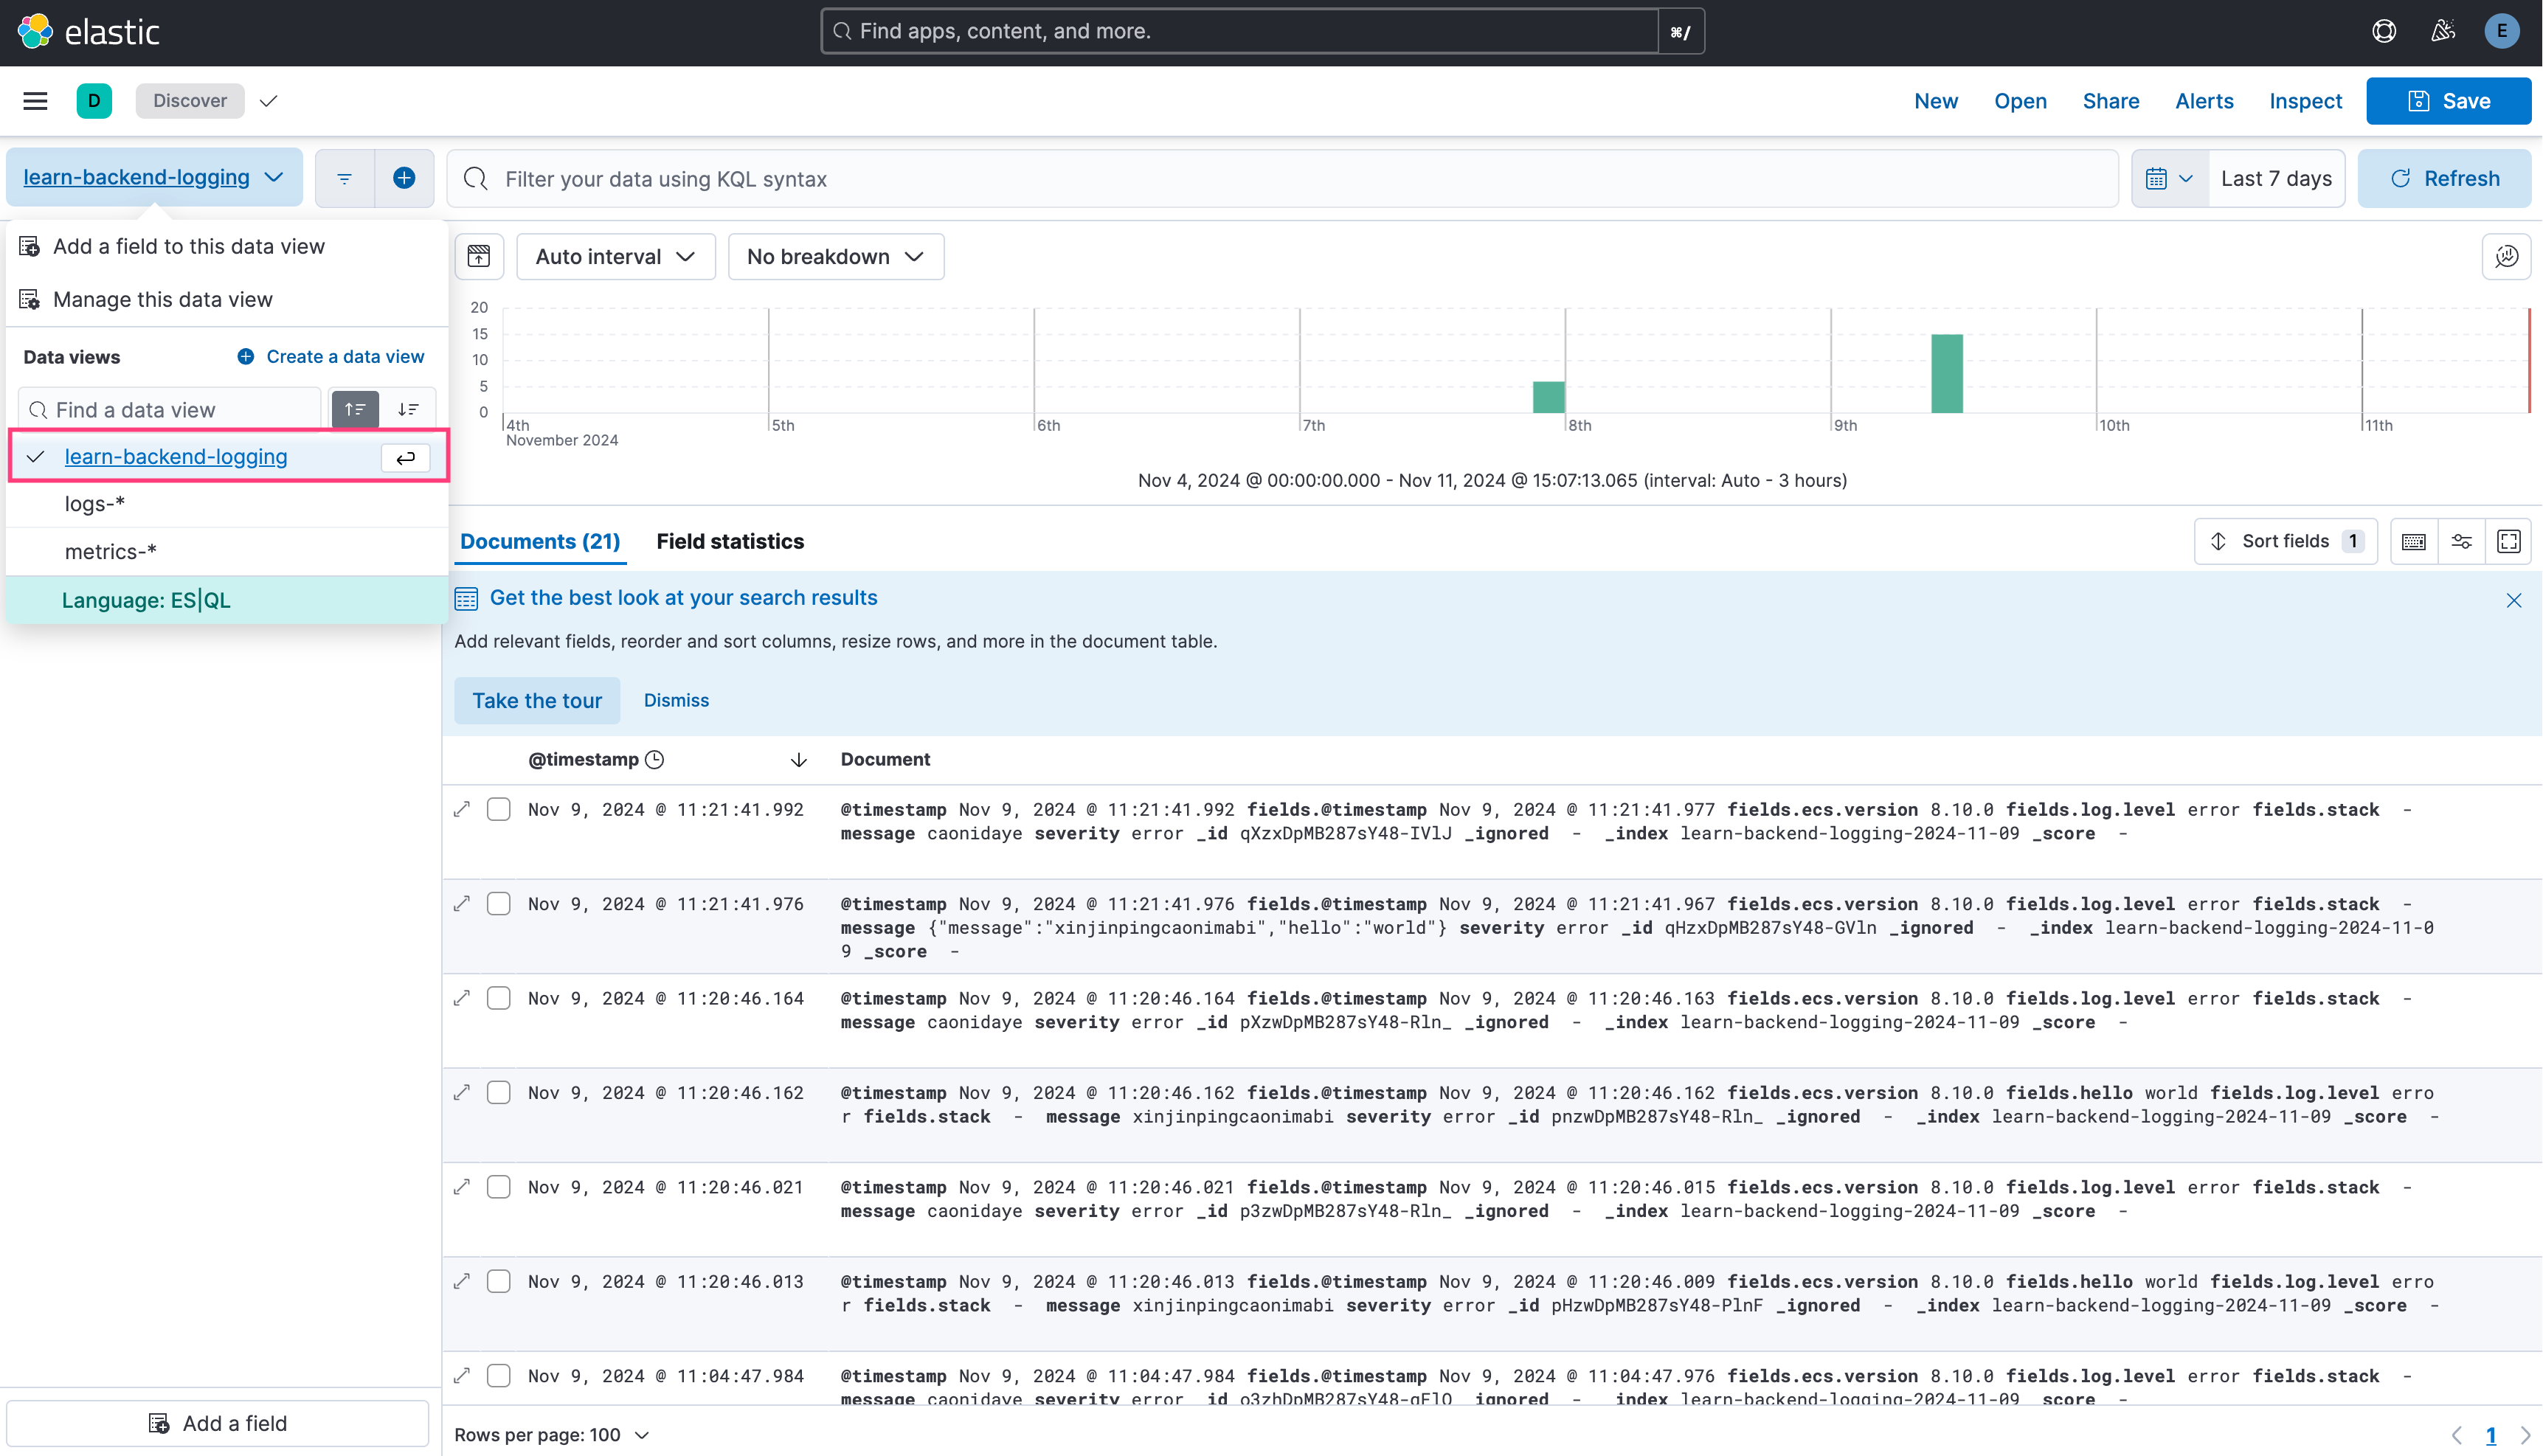 elastic
Find apps, content, and more.
⌘/
E
D
Discover
New
Open
Share
Alerts
Inspect
Save
learn-backend-logging
Filter your data using KQL syntax
Last 7 days
Refresh
Add a field to this data view
Manage this data view
Data views
Create a data view
Find a data view
learn-backend-logging
logs-*
metrics-*
Language: ES|QL
Auto interval
No breakdown
20
15
10
5
0
4th
5th
6th
7th
8th
9th
10th
11th
November 2024
Nov 4, 2024 @ 00:00:00.000 - Nov 11, 2024 @ 15:07:13.065 (interval: Auto - 3 hours)
Documents (21)
Field statistics
Sort fields 1
Get the best look at your search results
Add relevant fields, reorder and sort columns, resize rows, and more in the document table.
Take the tour
Dismiss
@timestamp
Document
Nov 9, 2024 @ 11:21:41.992
@timestamp Nov 9, 2024 @ 11:21:41.992 fields.@timestamp Nov 9, 2024 @ 11:21:41.977 fields.ecs.version 8.10.0 fields.log.level error fields.stack -
message caonidaye severity error _id qXzxDpMB287sY48-IVlJ _ignored - _index learn-backend-logging-2024-11-09 _score -
Nov 9, 2024 @ 11:21:41.976
@timestamp Nov 9, 2024 @ 11:21:41.976 fields.@timestamp Nov 9, 2024 @ 11:21:41.967 fields.ecs.version 8.10.0 fields.log.level error fields.stack -
message {"message":"xinjinpingcaonimabi","hello":"world"} severity error _id qHzxDpMB287sY48-GVln _ignored - _index learn-backend-logging-2024-11-0
9 _score -
Nov 9, 2024 @ 11:20:46.164
@timestamp Nov 9, 2024 @ 11:20:46.164 fields.@timestamp Nov 9, 2024 @ 11:20:46.163 fields.ecs.version 8.10.0 fields.log.level error fields.stack -
message caonidaye severity error _id pXzwDpMB287sY48-Rln_ _ignored - _index learn-backend-logging-2024-11-09 _score -
Nov 9, 2024 @ 11:20:46.162
@timestamp Nov 9, 2024 @ 11:20:46.162 fields.@timestamp Nov 9, 2024 @ 11:20:46.162 fields.ecs.version 8.10.0 fields.hello world fields.log.level erro
r fields.stack - message xinjinpingcaonimabi severity error _id pnzwDpMB287sY48-Rln_ _ignored - _index learn-backend-logging-2024-11-09 _score -
Nov 9, 2024 @ 11:20:46.021
@timestamp Nov 9, 2024 @ 11:20:46.021 fields.@timestamp Nov 9, 2024 @ 11:20:46.015 fields.ecs.version 8.10.0 fields.log.level error fields.stack -
message caonidaye severity error _id p3zwDpMB287sY48-Rln_ _ignored - _index learn-backend-logging-2024-11-09 _score -
Nov 9, 2024 @ 11:20:46.013
@timestamp Nov 9, 2024 @ 11:20:46.013 fields.@timestamp Nov 9, 2024 @ 11:20:46.009 fields.ecs.version 8.10.0 fields.hello world fields.log.level erro
r fields.stack - message xinjinpingcaonimabi severity error _id pHzwDpMB287sY48-PlnF _ignored - _index learn-backend-logging-2024-11-09 _score -
Nov 9, 2024 @ 11:04:47.984
@timestamp Nov 9, 2024 @ 11:04:47.984 fields.@timestamp Nov 9, 2024 @ 11:04:47.976 fields.ecs.version 8.10.0 fields.log.level error fields.stack -
message caonidaye severity error _id _ignored - _index learn-backend-logging-2024-11-09 _score -
Add a field
Rows per page: 100
1